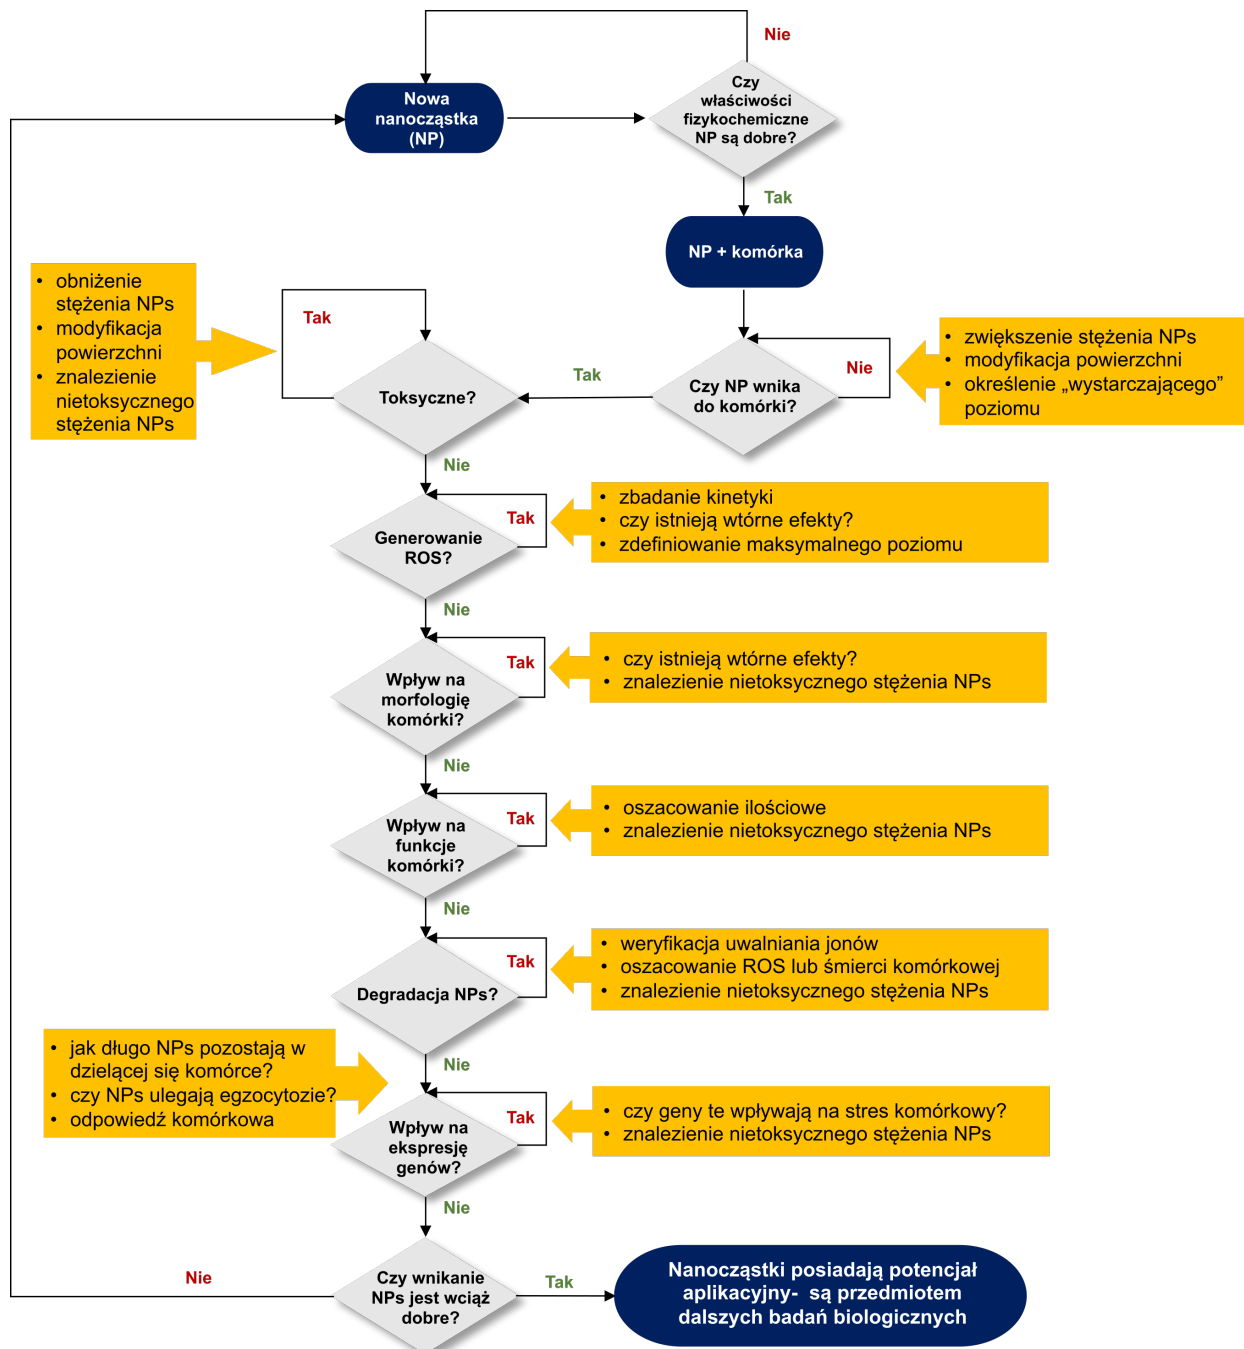 Nie
Nowa
nanocząstka
(NP)
Czy
właściwości
fizykochemiczne
NP są dobre?
Tak
NP + komórka
• obniżenie
stężenia NPs
• modyfikacja
powierzchni
• znalezienie
nietoksycznego
stężenia NPs
Tak
Toksyczne?
Tak
Czy NP wnika
do komórki?
Nie
• zwiększenie stężenia NPs
• modyfikacja powierzchni
• określenie „wystarczającego”
poziomu
Nie
Generowanie
ROS?
Tak
• zbadanie kinetyki
• czy istnieją wtórne efekty?
• zdefiniowanie maksymalnego poziomu
Nie
Wpływ na
morfologię
komórki?
Tak
• czy istnieją wtórne efekty?
• znalezienie nietoksycznego stężenia NPs
Nie
Wpływ na
funkcje
komórki?
Tak
• oszacowanie ilościowe
• znalezienie nietoksycznego stężenia NPs
Nie
Degradacja NPs?
Tak
• weryfikacja uwalniania jonów
• oszacowanie ROS lub śmierci komórkowej
• znalezienie nietoksycznego stężenia NPs
Nie
• jak długo NPs pozostają w
dzielącej się komórce?
• czy NPs ulegają egzocytozie?
• odpowiedź komórkowa
Wpływ na
ekspresję
genów?
Tak
• czy geny te wpływają na stres komórkowy?
• znalezienie nietoksycznego stężenia NPs
Nie
Nie
Czy wnikanie
NPs jest wciąż
dobre?
Tak
Nanocząstki posiadają potencjał
aplikacyjny- są przedmiotem
dalszych badań biologicznych